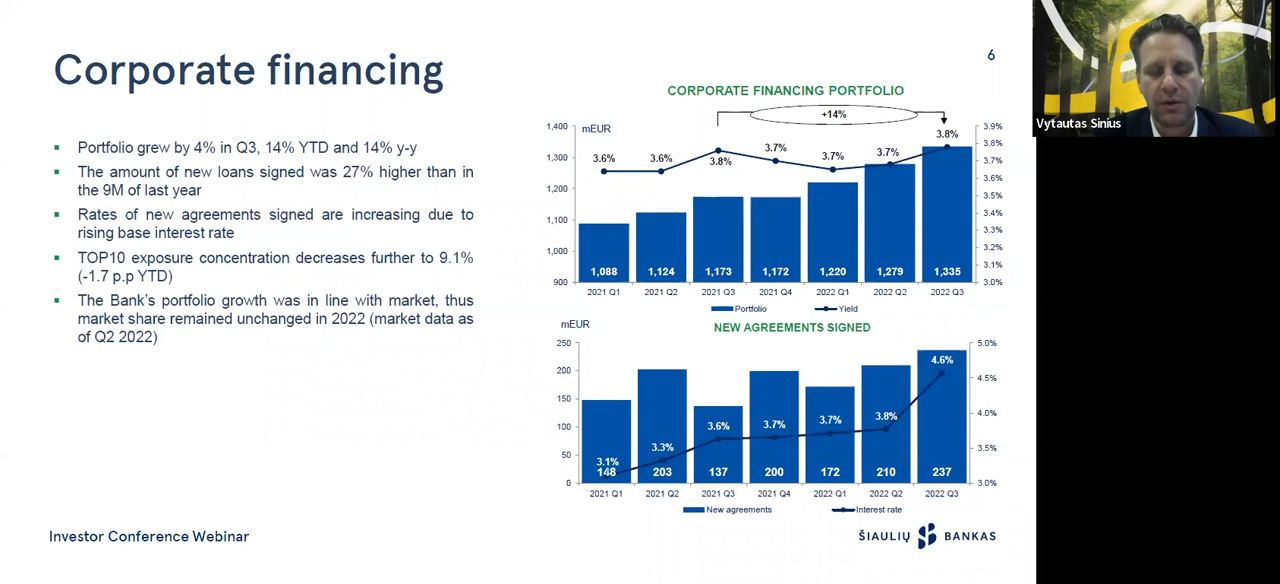 Corporate financing
6
Vytautas Sinius
▪ Portfolio grew by 4% in Q3, 14% YTD and 14% y-y
▪ The amount of new loans signed was 27% higher than in
the 9M of last year
▪ Rates of new agreements signed are increasing due to
rising base interest rate
▪ TOP10 exposure concentration decreases further to 9.1%
(-1.7 p.p YTD)
▪ The Bank's portfolio growth was in line with market, thus
market share remained unchanged in 2022 (market data as
of Q2 2022)
CORPORATE FINANCING PORTFOLIO
+14%
mEUR
1,400
1,300
1,200
1,100
1,000
900
3.6% 3.6% 3.8% 3.7% 3.7% 3.7% 3.8%
1,088 1,124 1,173 1,172 1,220 1,279 1,335
3.9%
3.8%
3.7%
3.6%
3.5%
3.4%
3.3%
3.2%
3.1%
3.0%
2021 Q1 2021 Q2 2021 Q3 2021 Q4 2022 Q1 2022 Q2 2022 Q3
Portfolio Yield
mEUR
NEW AGREEMENTS SIGNED
250
200
150
100
50
0
3.1% 3.3% 3.6% 3.7% 3.7% 3.8% 4.6%
148 203 137 200 172 210 237
5.0%
4.5%
4.0%
3.5%
3.0%
2021 Q1 2021 Q2 2021 Q3 2021 Q4 2022 Q1 2022 Q2 2022 Q3
New agreements Interest rate
Investor Conference Webinar
ŠIAULIŲ BANKAS